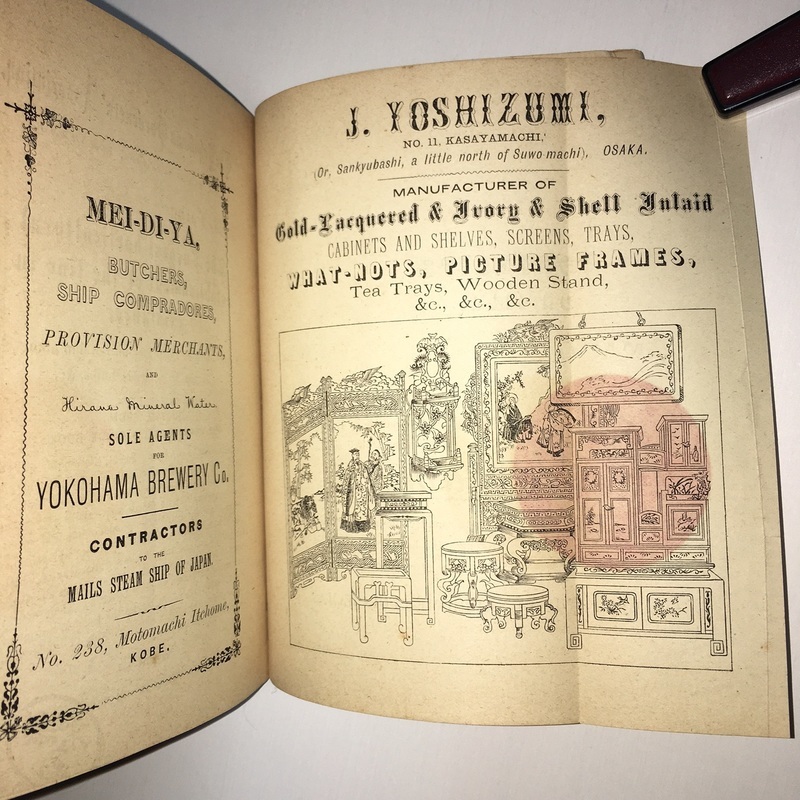 MEI-DI-YA,
BUTCHERS,
SHIP COMPRADORES,
PROVISION MERCHANTS,
AND
Hirano Mineral Water,
SOLE AGENTS
FOR
YOKOHAMA BREWERY Co.
CONTRACTORS
TO THE
MAILS STEAM SHIP OF JAPAN.
No. 238, Motomachi Itchome,
KOBE.
J. YOSHIZUMI,
NO. 11, KASAYAMACHI,
(Or, Sankyubashi, a little north of Suwo-machi), OSAKA.
MANUFACTURER OF
Gold-Lacquered & Ivory & Shell Inlaid
CABINETS AND SHELVES, SCREENS, TRAYS,
WHAT-NOTS, PICTURE FRAMES,
Tea Trays, Wooden Stand,
&c., &c., &c.